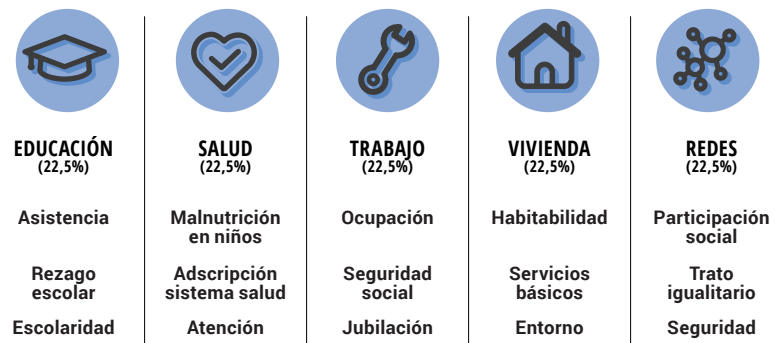 EDUCACIÓN
(22,5%)
Asistencia
Rezago
escolar
Escolaridad
SALUD
(22,5%)
Malnutrición
en niños
Adscripción
sistema salud
Atención
TRABAJO
(22,5%)
Ocupación
Seguridad
social
Jubilación
VIVIENDA
(22,5%)
Habitabilidad
Servicios
básicos
Entorno
REDES
(22,5%)
Participación
social
Trato
igualitario
Seguridad